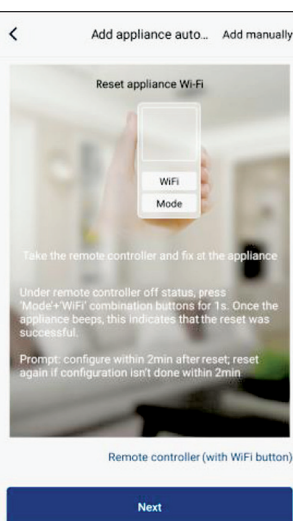 Add appliance auto... Add manually
Reset appliance Wi-Fi
WiFi
Mode
Take the remote controller and fix at the appliance
Under remote controller off status, press
'Mode'+'WiFi' combination buttons for 1s. Once the
appliance beeps, this indicates that the reset was
successful.
Prompt: configure within 2min after reset; reset
again if configuration isn't done within 2min
Remote controller (with WiFi button)
Next